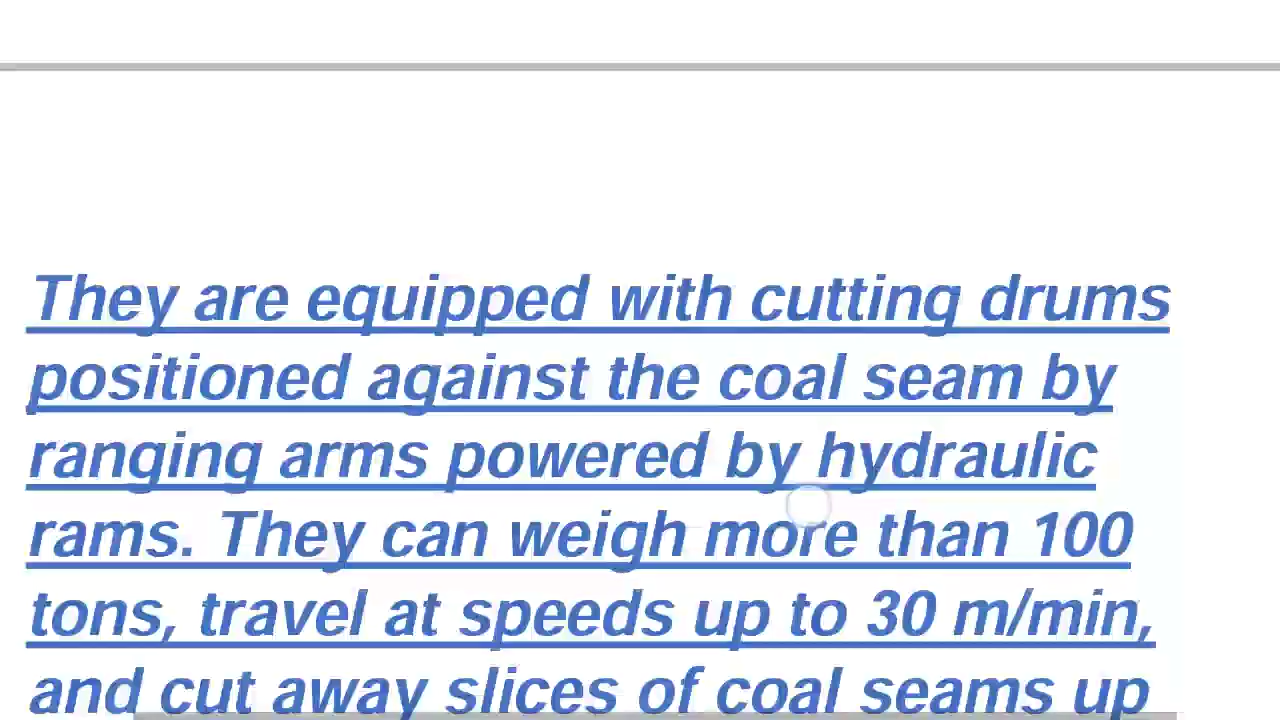 They are equipped with cutting drums
positioned against the coal seam by
ranging arms powered by hydraulic
rams. They can weigh more than 100
tons, travel at speeds up to 30 m/min,
and cut away slices of coal seams up